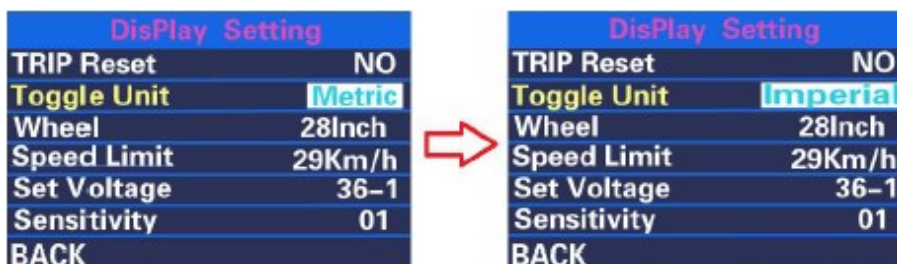 DisPlay Setting
TRIP Reset NO
Toggle Unit Metric
Wheel 28Inch
Speed Limit 29Km/h
Set Voltage 36-1
Sensitivity 01
BACK
DisPlay Setting
TRIP Reset NO
Toggle Unit Imperial
Wheel 28Inch
Speed Limit 29Km/h
Set Voltage 36-1
Sensitivity 01
BACK